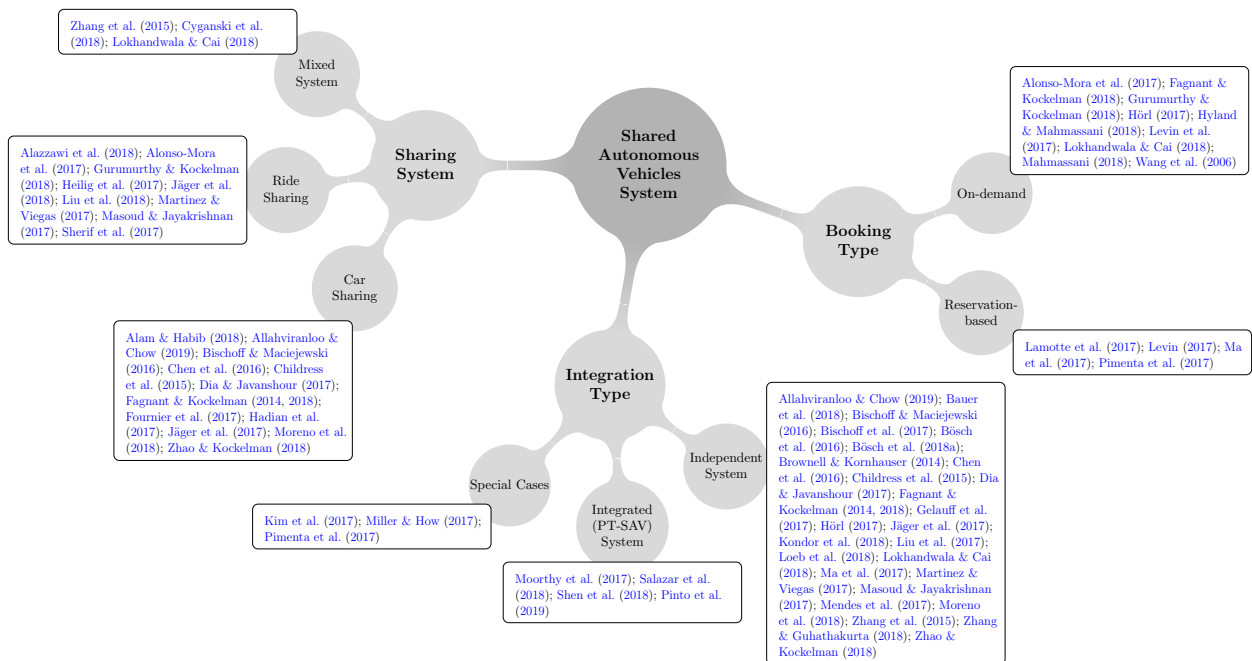 Shared
Autonomous
Vehicles
System
Sharing
System
Mixed
System
Zhang et al. (2015); Cyganski et al.
(2018); Lokhandwala & Cai (2018)
Ride
Sharing
Alazzawi et al. (2018); Alonso-Mora
et al. (2017); Gurumurthy & Kockelman
(2018); Heilig et al. (2017); Jäger et al.
(2018); Liu et al. (2018); Martinez &
Viegas (2017); Masoud & Jayakrishnan
(2017); Sherif et al. (2017)
Car
Sharing
Alam & Habib (2018); Allahviranloo &
Chow (2019); Bischoff & Maciejewski
(2016); Chen et al. (2016); Childress
et al. (2015); Dia & Javanshour (2017);
Fagnant & Kockelman (2014, 2018);
Fournier et al. (2017); Hadian et al.
(2017); Jäger et al. (2017); Moreno et al.
(2018); Zhao & Kockelman (2018)
Integration
Type
Special Cases
Kim et al. (2017); Miller & How (2017);
Pimenta et al. (2017)
Integrated
(PT-SAV)
System
Moorthy et al. (2017); Salazar et al.
(2018); Shen et al. (2018); Pinto et al.
(2019)
Independent
System
Allahviranloo & Chow (2019); Bauer
et al. (2018); Bischoff & Maciejewski
(2016); Bischoff et al. (2017); Bösch
et al. (2016); Bösch et al. (2018a);
Brownell & Kornhauser (2014); Chen
et al. (2016); Childress et al. (2015); Dia
& Javanshour (2017); Fagnant &
Kockelman (2014, 2018); Gelauff et al.
(2017); Hörl (2017); Jäger et al. (2017);
Kondor et al. (2018); Liu et al. (2017);
Loeb et al. (2018); Lokhandwala & Cai
(2018); Ma et al. (2017); Martinez &
Viegas (2017); Masoud & Jayakrishnan
(2017); Mendes et al. (2017); Moreno
et al. (2018); Zhang et al. (2015); Zhang
& Guhathakurta (2018); Zhao &
Kockelman (2018)
Booking
Type
On-demand
Alonso-Mora et al. (2017); Fagnant &
Kockelman (2018); Gurumurthy &
Kockelman (2018); Hörl (2017); Hyland
& Mahmassani (2018); Levin et al.
(2017); Lokhandwala & Cai (2018);
Mahmassani (2018); Wang et al. (2006)
Reservation-
based
Lamotte et al. (2017); Levin (2017); Ma
et al. (2017); Pimenta et al. (2017)